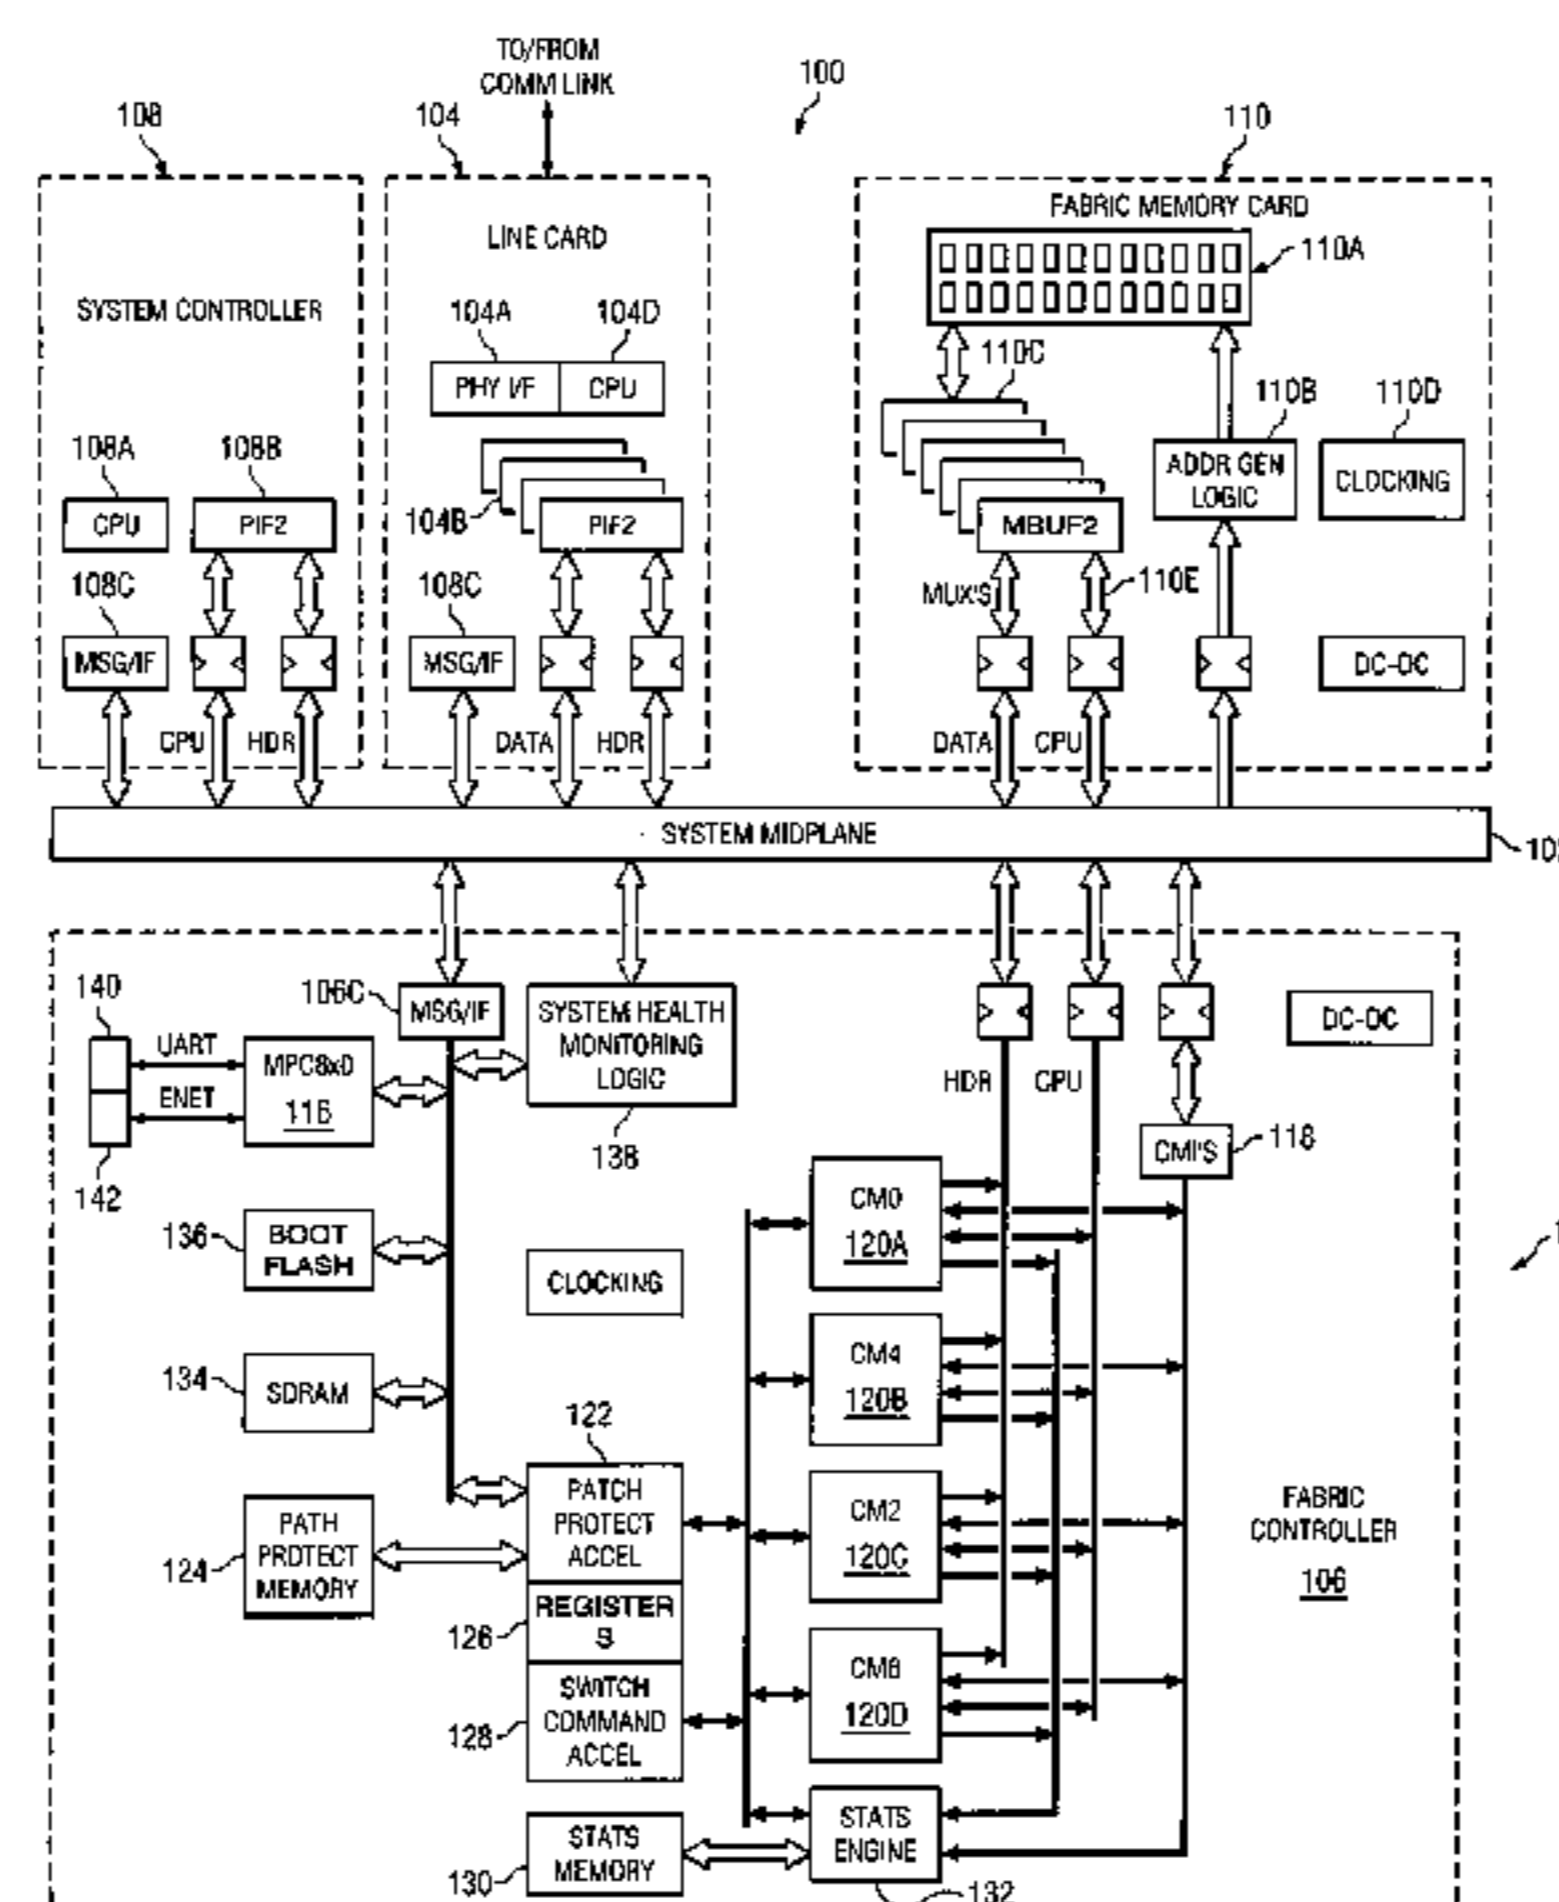 TO/FROM
COMM LINK
100
108
104
110
SYSTEM CONTROLLER
LINE CARD
FABRIC MEMORY CARD
110A
104A
104D
PHY I/F
CPU
110C
110B
110D
108A
108B
CPU
PIF2
104B
PIF2
MBUF2
ADDR GEN
LOGIC
CLOCKING
108C
108C
MUX'S
110E
MSG/IF
MSG/IF
DC-DC
CPU
HDR
DATA
HDR
DATA
CPU
SYSTEM MIDPLANE
140
106C
MSG/IF
SYSTEM HEALTH
MONITORING
LOGIC
138
DC-DC
UART
ENET
MPC8x0
116
142
HDR
CPU
CMI'S
118
136
BOOT
FLASH
CLOCKING
CM0
120A
134
SDRAM
CM4
120B
122
PATCH
PROTECT
ACCEL
PATH
PROTECT
MEMORY
124
CM2
120C
FABRIC
CONTROLLER
106
REGISTER
S
126
SWITCH
COMMAND
ACCEL
128
CM6
120D
STATS
MEMORY
130
STATS
ENGINE
132